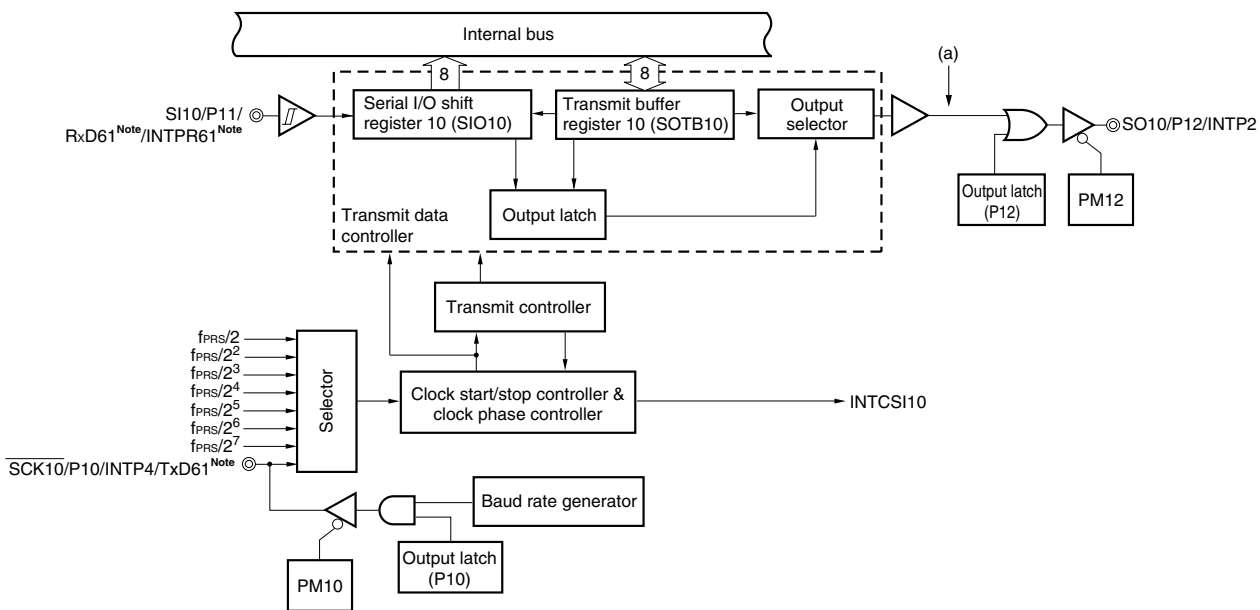 Internal bus
8
8
(a)
SI10/P11/
RxD61Note/INTPR61Note
Serial I/O shift
register 10 (SIO10)
Transmit buffer
register 10 (SOTB10)
Output
selector
SO10/P12/INTP2
Output latch
(P12)
PM12
Output latch
Transmit data
controller
Transmit controller
fPRS/2
fPRS/2²
fPRS/2³
fPRS/2⁴
fPRS/2⁵
fPRS/2⁶
fPRS/2⁷
Selector
Clock start/stop controller &
clock phase controller
INTCSI10
SCK10/P10/INTP4/TxD61Note
Baud rate generator
Output latch
(P10)
PM10